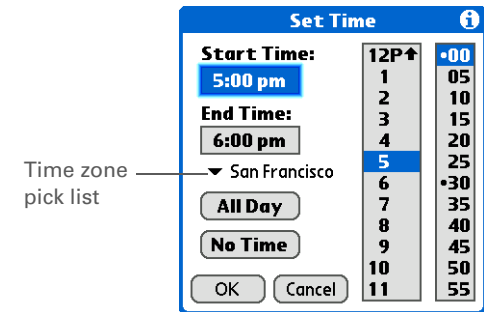 Set Time
Start Time:
5:00 pm
End Time:
6:00 pm
San Francisco
All Day
No Time
OK
Cancel
12P
1
2
3
4
5
6
7
8
9
10
11
•00
05
10
15
20
25
•30
35
40
45
50
55
Time zone
pick list